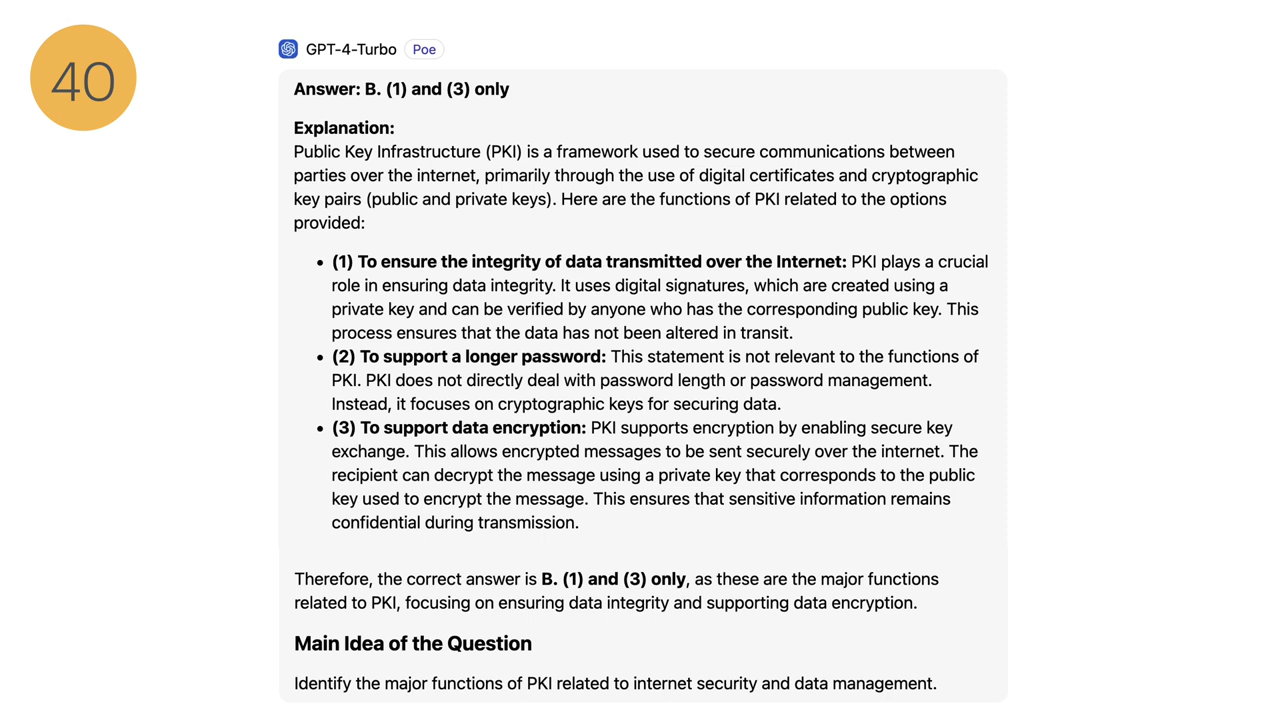 40
GPT-4-Turbo Poe
Answer: B. (1) and (3) only
Explanation:
Public Key Infrastructure (PKI) is a framework used to secure communications between
parties over the internet, primarily through the use of digital certificates and cryptographic
key pairs (public and private keys). Here are the functions of PKI related to the options
provided:
• (1) To ensure the integrity of data transmitted over the Internet: PKI plays a crucial
role in ensuring data integrity. It uses digital signatures, which are created using a
private key and can be verified by anyone who has the corresponding public key. This
process ensures that the data has not been altered in transit.
• (2) To support a longer password: This statement is not relevant to the functions of
PKI. PKI does not directly deal with password length or password management.
Instead, it focuses on cryptographic keys for securing data.
• (3) To support data encryption: PKI supports encryption by enabling secure key
exchange. This allows encrypted messages to be sent securely over the internet. The
recipient can decrypt the message using a private key that corresponds to the public
key used to encrypt the message. This ensures that sensitive information remains
confidential during transmission.
Therefore, the correct answer is B. (1) and (3) only, as these are the major functions
related to PKI, focusing on ensuring data integrity and supporting data encryption.
Main Idea of the Question
Identify the major functions of PKI related to internet security and data management.